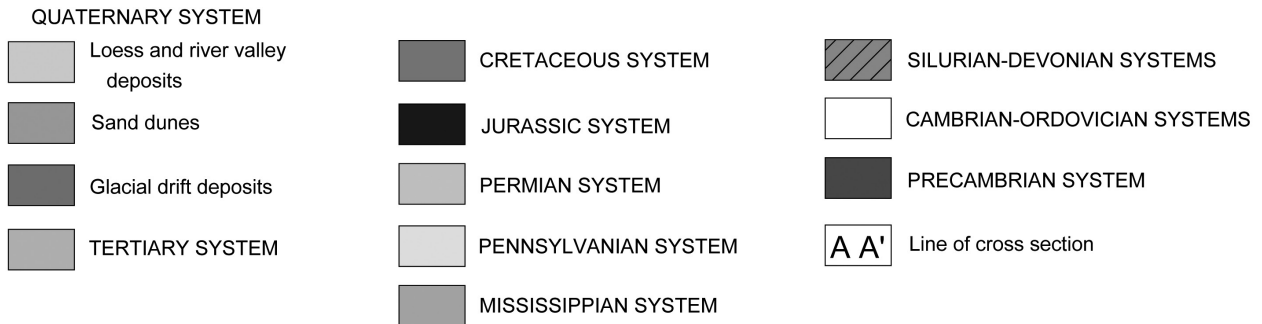 QUATERNARY SYSTEM
Loess and river valley
deposits
Sand dunes
Glacial drift deposits
TERTIARY SYSTEM
CRETACEOUS SYSTEM
JURASSIC SYSTEM
PERMIAN SYSTEM
PENNSYLVANIAN SYSTEM
MISSISSIPPIAN SYSTEM
SILURIAN-DEVONIAN SYSTEMS
CAMBRIAN-ORDOVICIAN SYSTEMS
PRECAMBRIAN SYSTEM
A A' Line of cross section